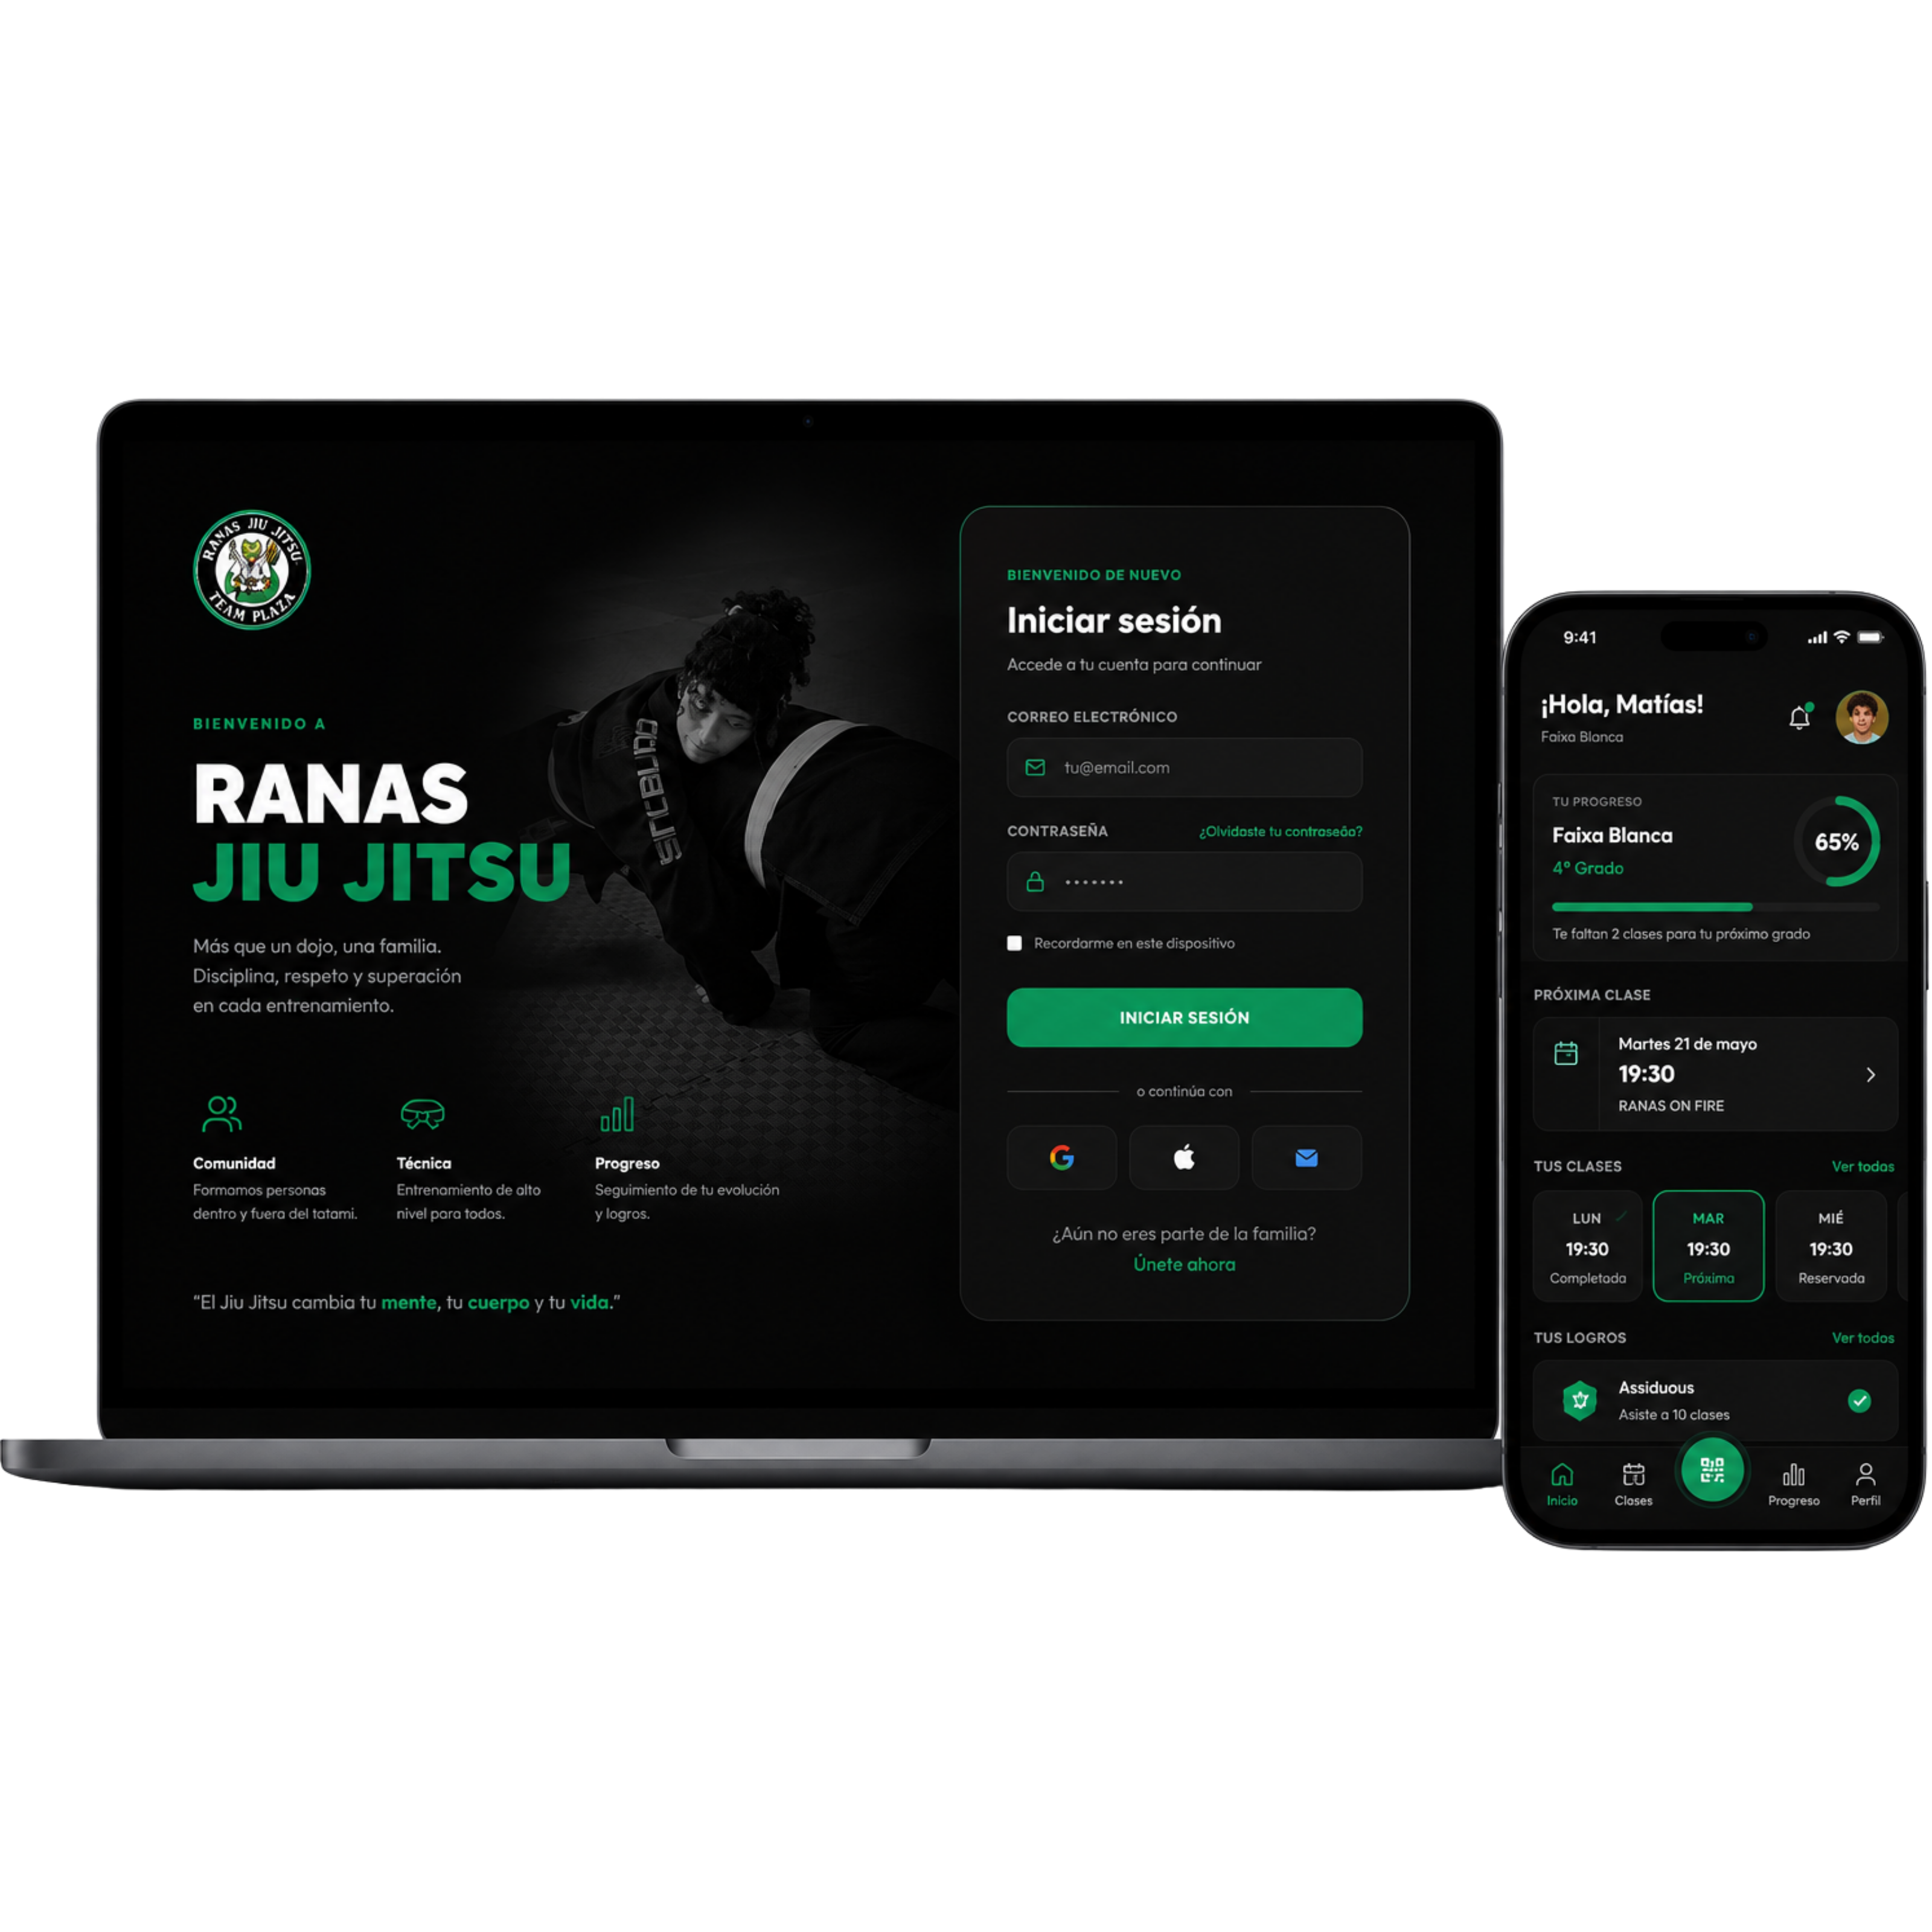 RANAS JIU JITSU
TEAM PLAZA
BIENVENIDO A
RANAS
JIU JITSU
Más que un dojo, una familia.
Disciplina, respeto y superación
en cada entrenamiento.
Comunidad
Formamos personas
dentro y fuera del tatami.
Técnica
Entrenamiento de alto
nivel para todos.
Progreso
Seguimiento de tu evolución
y logros.
“El Jiu Jitsu cambia tu mente, tu cuerpo y tu vida.”
BIENVENIDO DE NUEVO
Iniciar sesión
Accede a tu cuenta para continuar
CORREO ELECTRÓNICO
tu@email.com
CONTRASEÑA
¿Olvidaste tu contraseña?
Recordarme en este dispositivo
INICIAR SESIÓN
o continúa con
¿Aún no eres parte de la familia?
Únete ahora
9:41
¡Hola, Matías!
Faixa Blanca
TU PROGRESO
Faixa Blanca
4º Grado
65%
Te faltan 2 clases para tu próximo grado
PRÓXIMA CLASE
Martes 21 de mayo
19:30
RANAS ON FIRE
TUS CLASES
Ver todas
LUN
19:30
Completada
MAR
19:30
Próxima
MIÉ
19:30
Reservada
TUS LOGROS
Ver todos
Assiduous
Asiste a 10 clases
Inicio
Clases
Progreso
Perfil